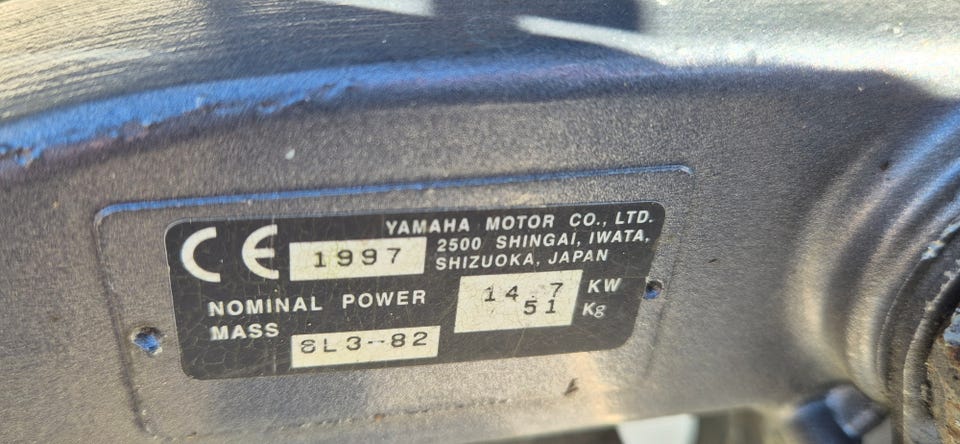 CE 1997 YAMAHA MOTOR CO., LTD.
2500 SHINGAI, IWATA,
SHIZUOKA, JAPAN
NOMINAL POWER 14.7 KW
MASS 51 Kg
6L3-82